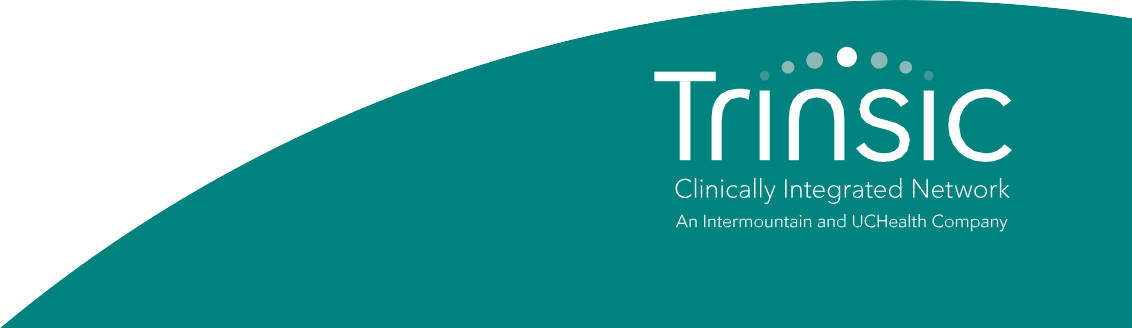 Trinsic
Clinically Integrated Network
An Intermountain and UCHealth Company